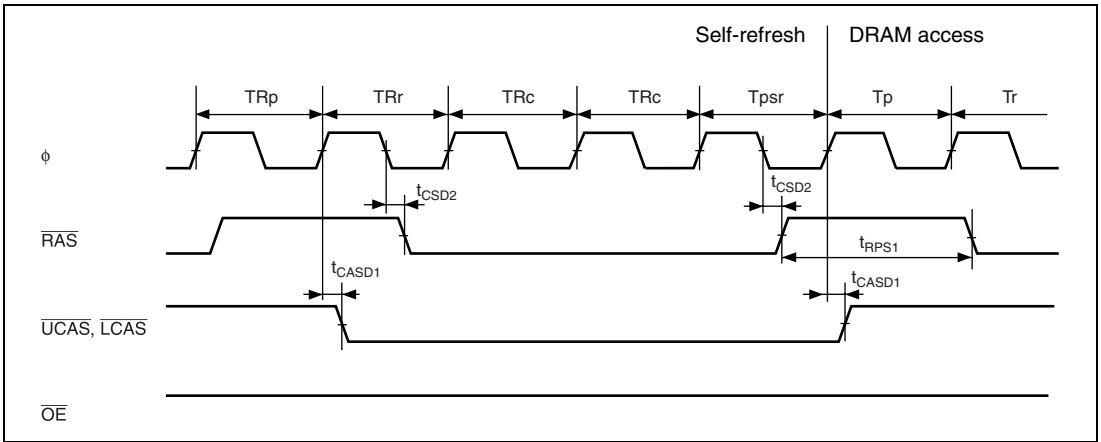 Self-refresh DRAM access
TRp TRr TRc TRc Tpsr Tp Tr
ϕ
tCSD2 tCSD2
RAS
tRPS1
tCASD1 tCASD1
UCAS, LCAS
OE